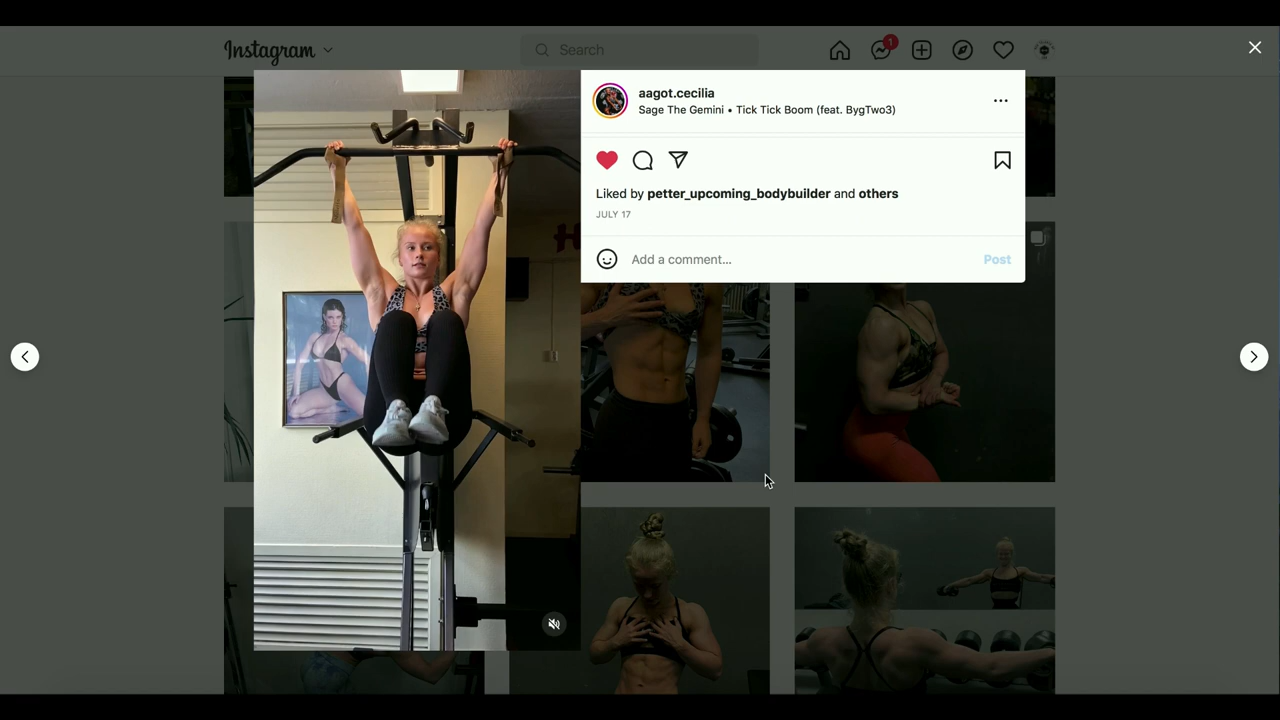 Instagram
Search
1
aagot.cecilia
Sage The Gemini • Tick Tick Boom (feat. BygTwo3)
Liked by petter_upcoming_bodybuilder and others
JULY 17
Add a comment...
Post